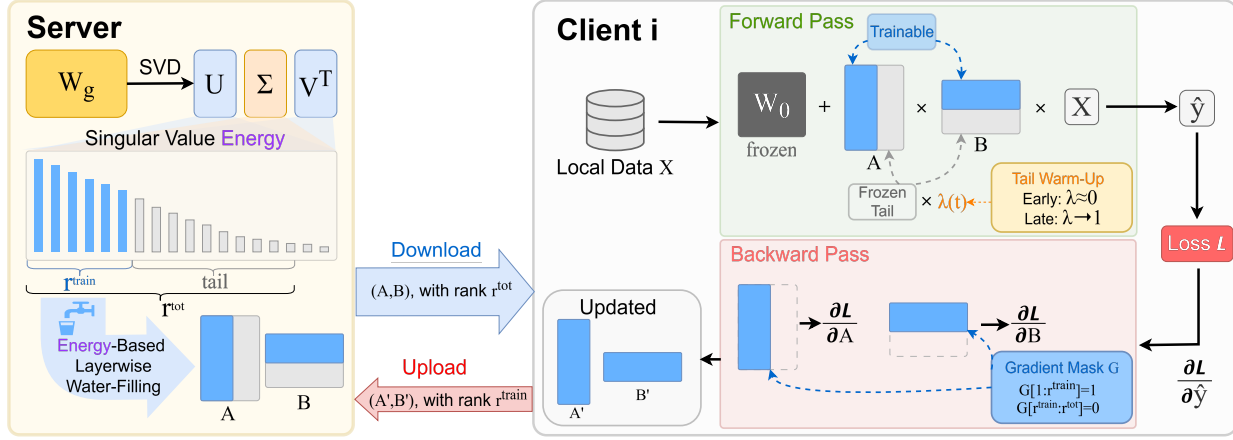 Server
W_g
SVD
U
Σ
V^T
Singular Value Energy
r^train
tail
r^tot
Energy-Based
Layerwise
Water-Filling
A
B
Download
(A,B), with rank r^tot
Upload
(A',B'), with rank r^train
Client i
Local Data X
Forward Pass
Trainable
W_0
frozen
+
×
×
X
A
B
Frozen
Tail
× λ(t)
Tail Warm-Up
Early: λ≈0
Late: λ→1
ŷ
Loss L
∂L
∂ŷ
Backward Pass
∂L
∂A
∂L
∂B
Gradient Mask G
G[1:r^train]=1
G[r^train:r^tot]=0
Updated
A'
B'